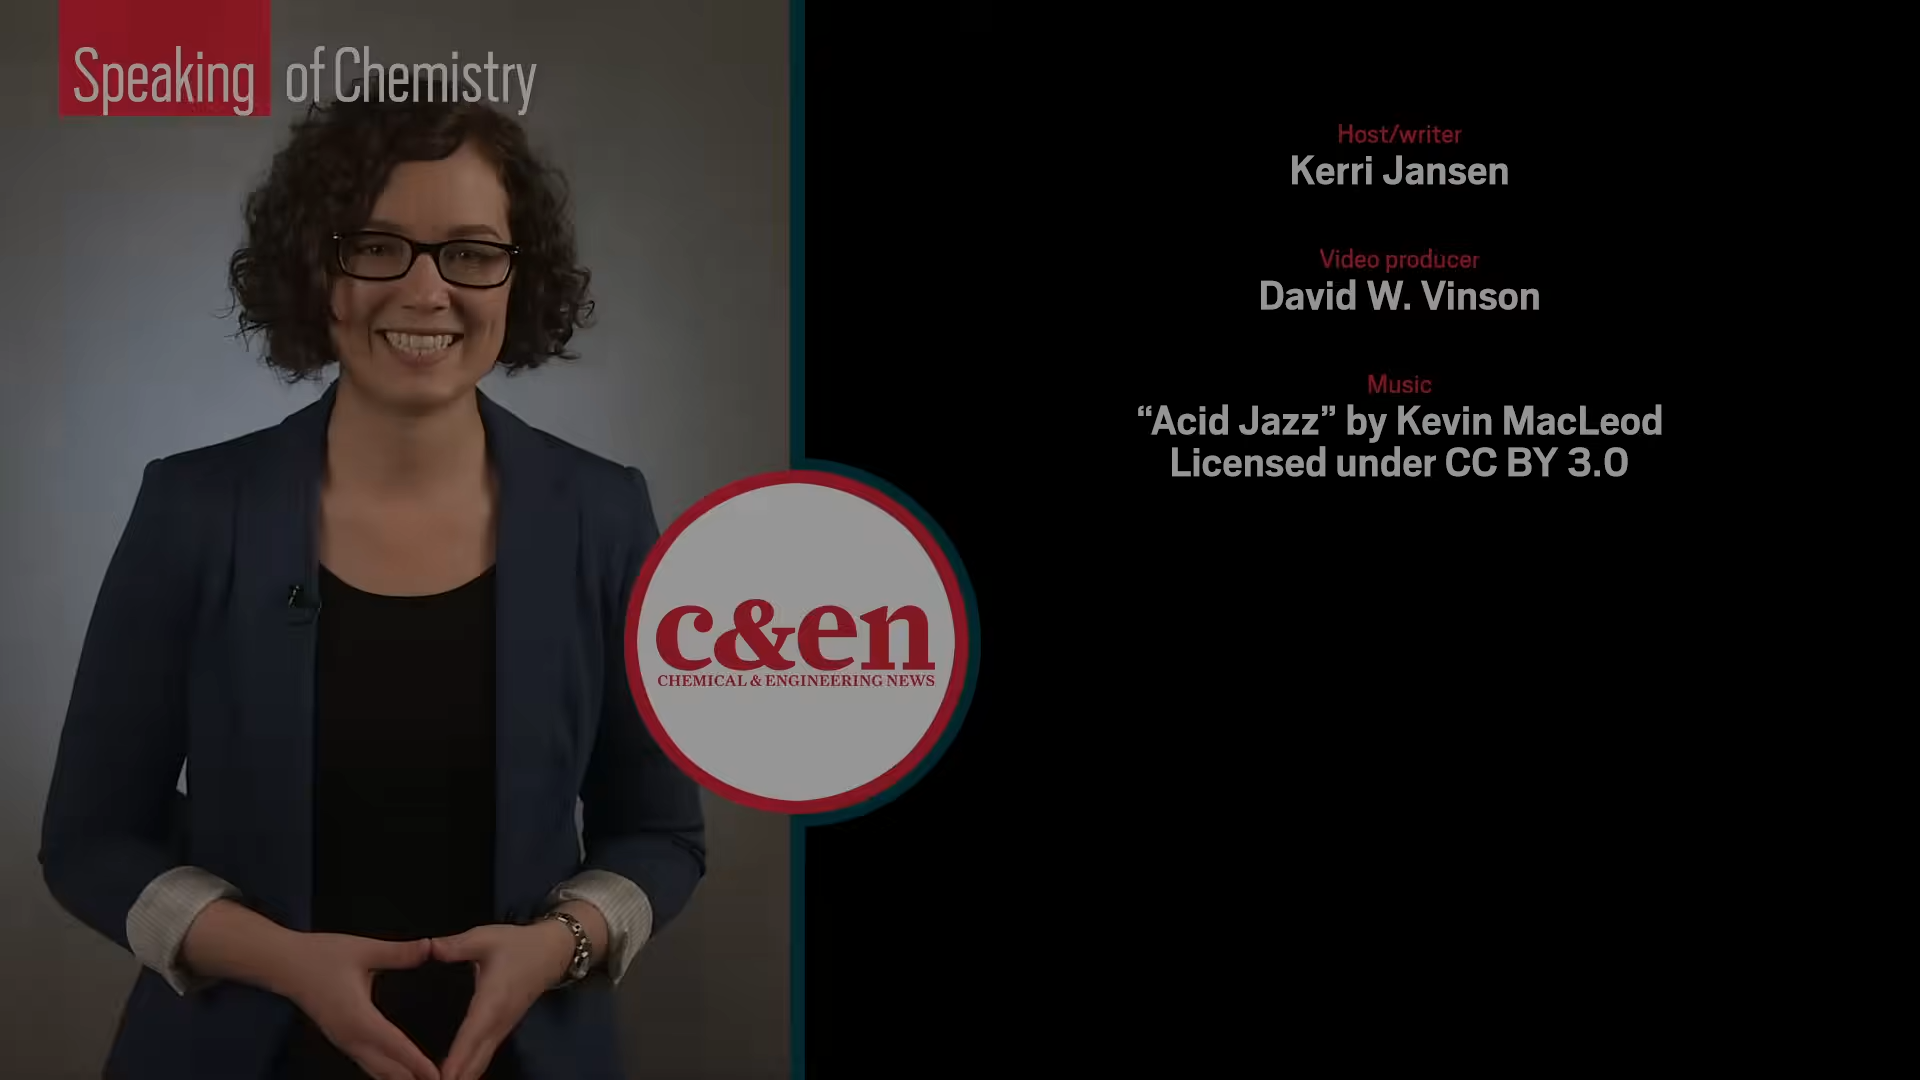 Speaking of Chemistry
Host/writer
Kerri Jansen
Video producer
David W. Vinson
Music
“Acid Jazz” by Kevin MacLeod
Licensed under CC BY 3.0
c&en
CHEMICAL & ENGINEERING NEWS